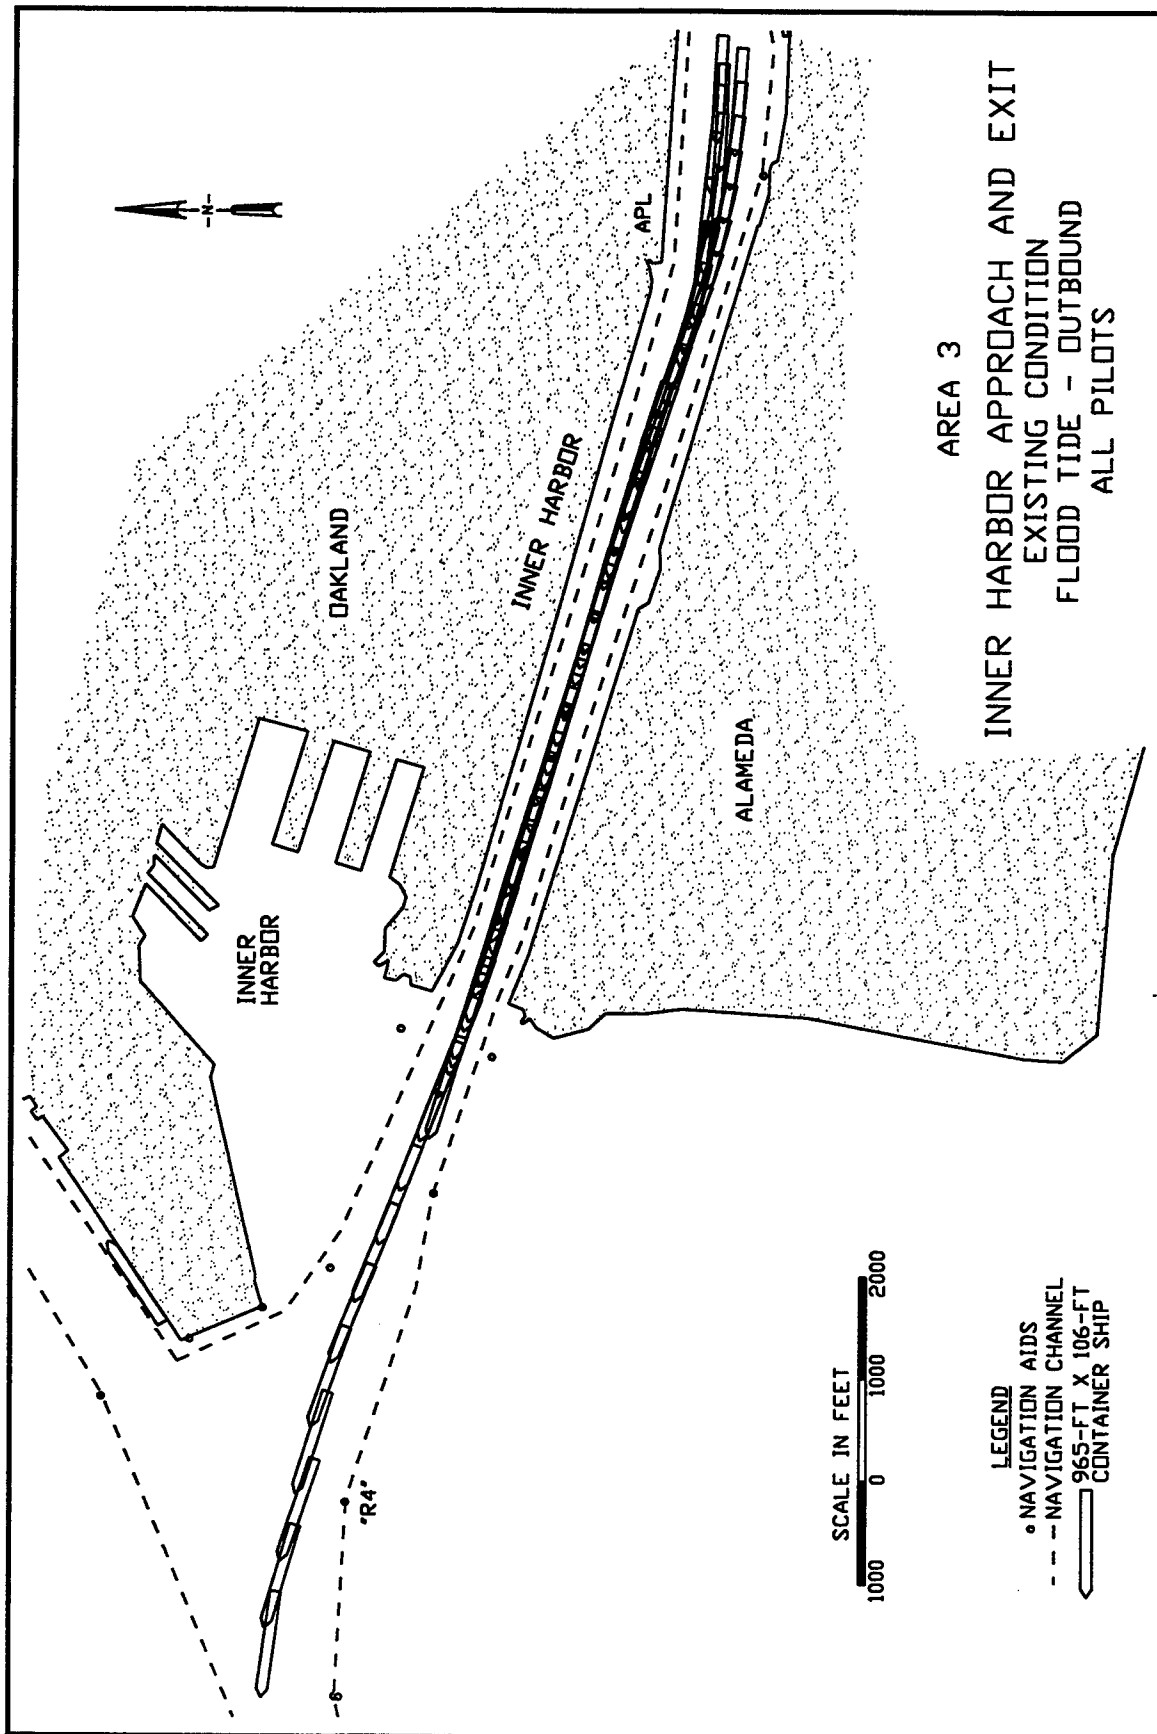 -N-
APL
OAKLAND
INNER HARBOR
INNER
HARBOR
ALAMEDA
"R4"
6
AREA 3
INNER HARBOR APPROACH AND EXIT
EXISTING CONDITION
FLOOD TIDE - OUTBOUND
ALL PILOTS
SCALE IN FEET
1000 0 1000 2000
LEGEND
NAVIGATION AIDS
NAVIGATION CHANNEL
965-FT X 106-FT
CONTAINER SHIP